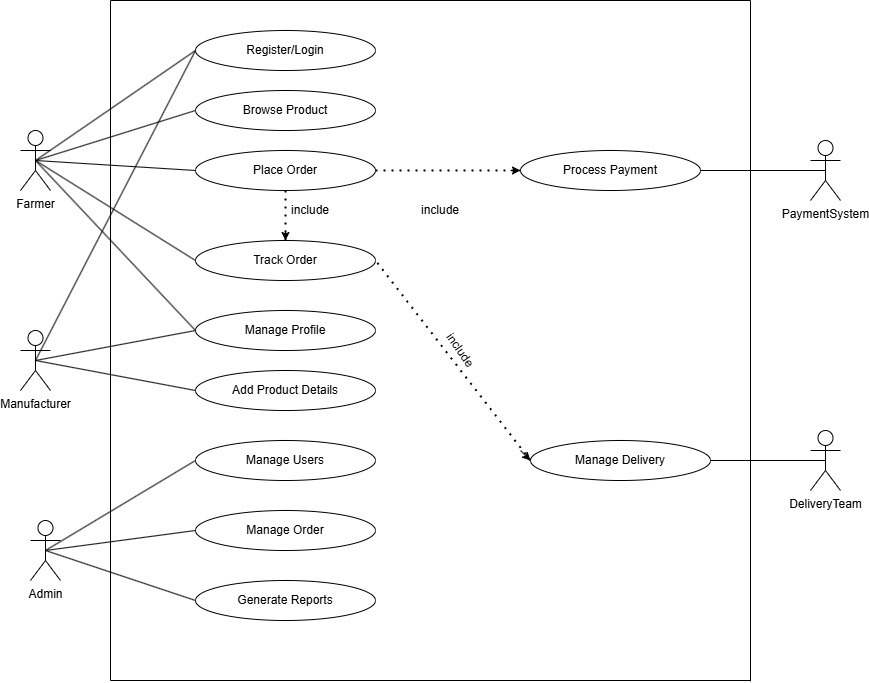 Register/Login
Browse Product
Place Order
Process Payment
Farmer
include
include
PaymentSystem
Track Order
Manage Profile
include
Manufacturer
Add Product Details
Manage Users
Manage Delivery
DeliveryTeam
Manage Order
Admin
Generate Reports